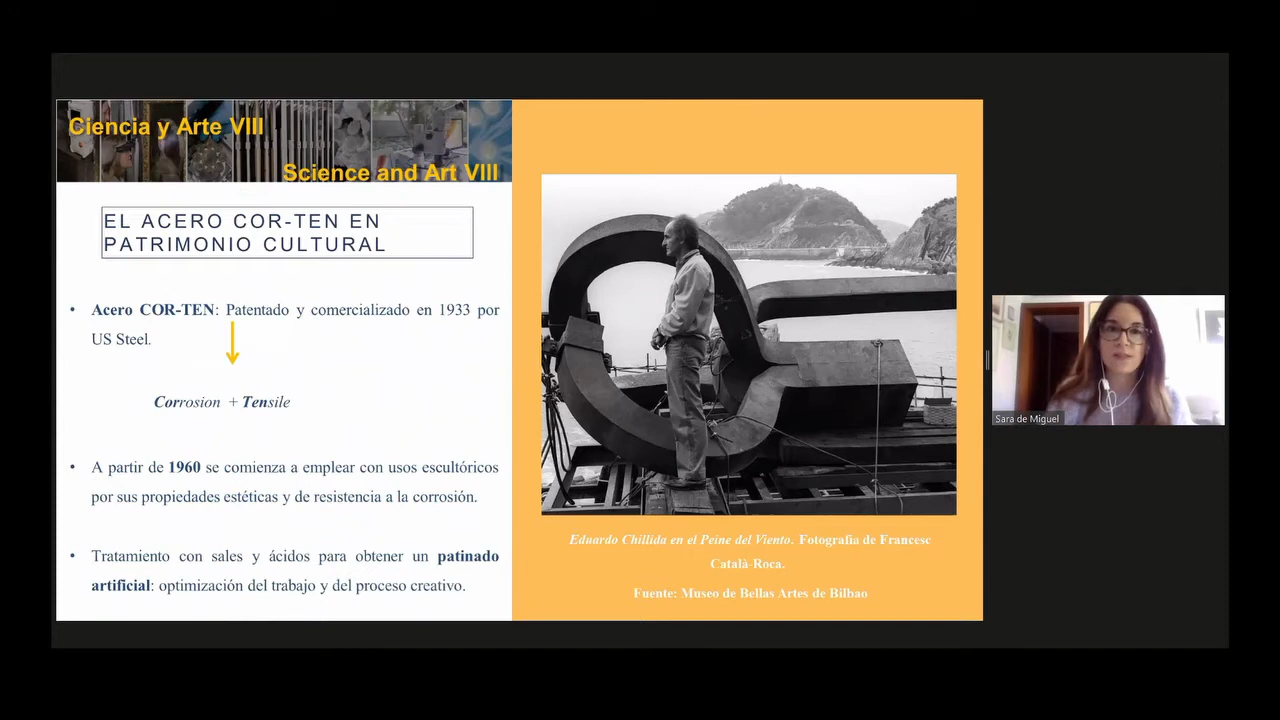 Ciencia y Arte VIII
Science and Art VIII
EL ACERO COR-TEN EN
PATRIMONIO CULTURAL
• Acero COR-TEN: Patentado y comercializado en 1933 por
US Steel.
Corrosion + Tensile
• A partir de 1960 se comienza a emplear con usos escultóricos
por sus propiedades estéticas y de resistencia a la corrosión.
• Tratamiento con sales y ácidos para obtener un patinado
artificial: optimización del trabajo y del proceso creativo.
Eduardo Chillida en el Peine del Viento. Fotografía de Francesc
Català-Roca.
Fuente: Museo de Bellas Artes de Bilbao
Sara de Miguel